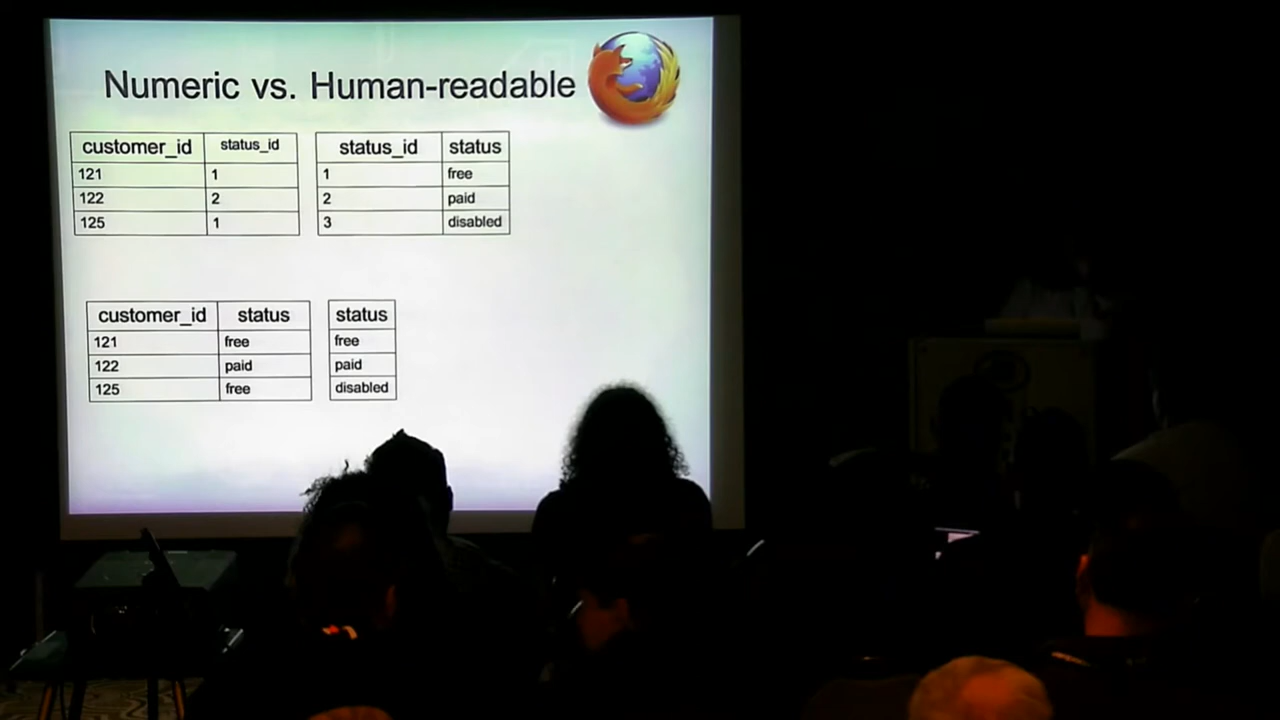 Numeric vs. Human-readable
customer_id status_id
121 1
122 2
125 1
status_id status
1 free
2 paid
3 disabled
customer_id status
121 free
122 paid
125 free
status
free
paid
disabled